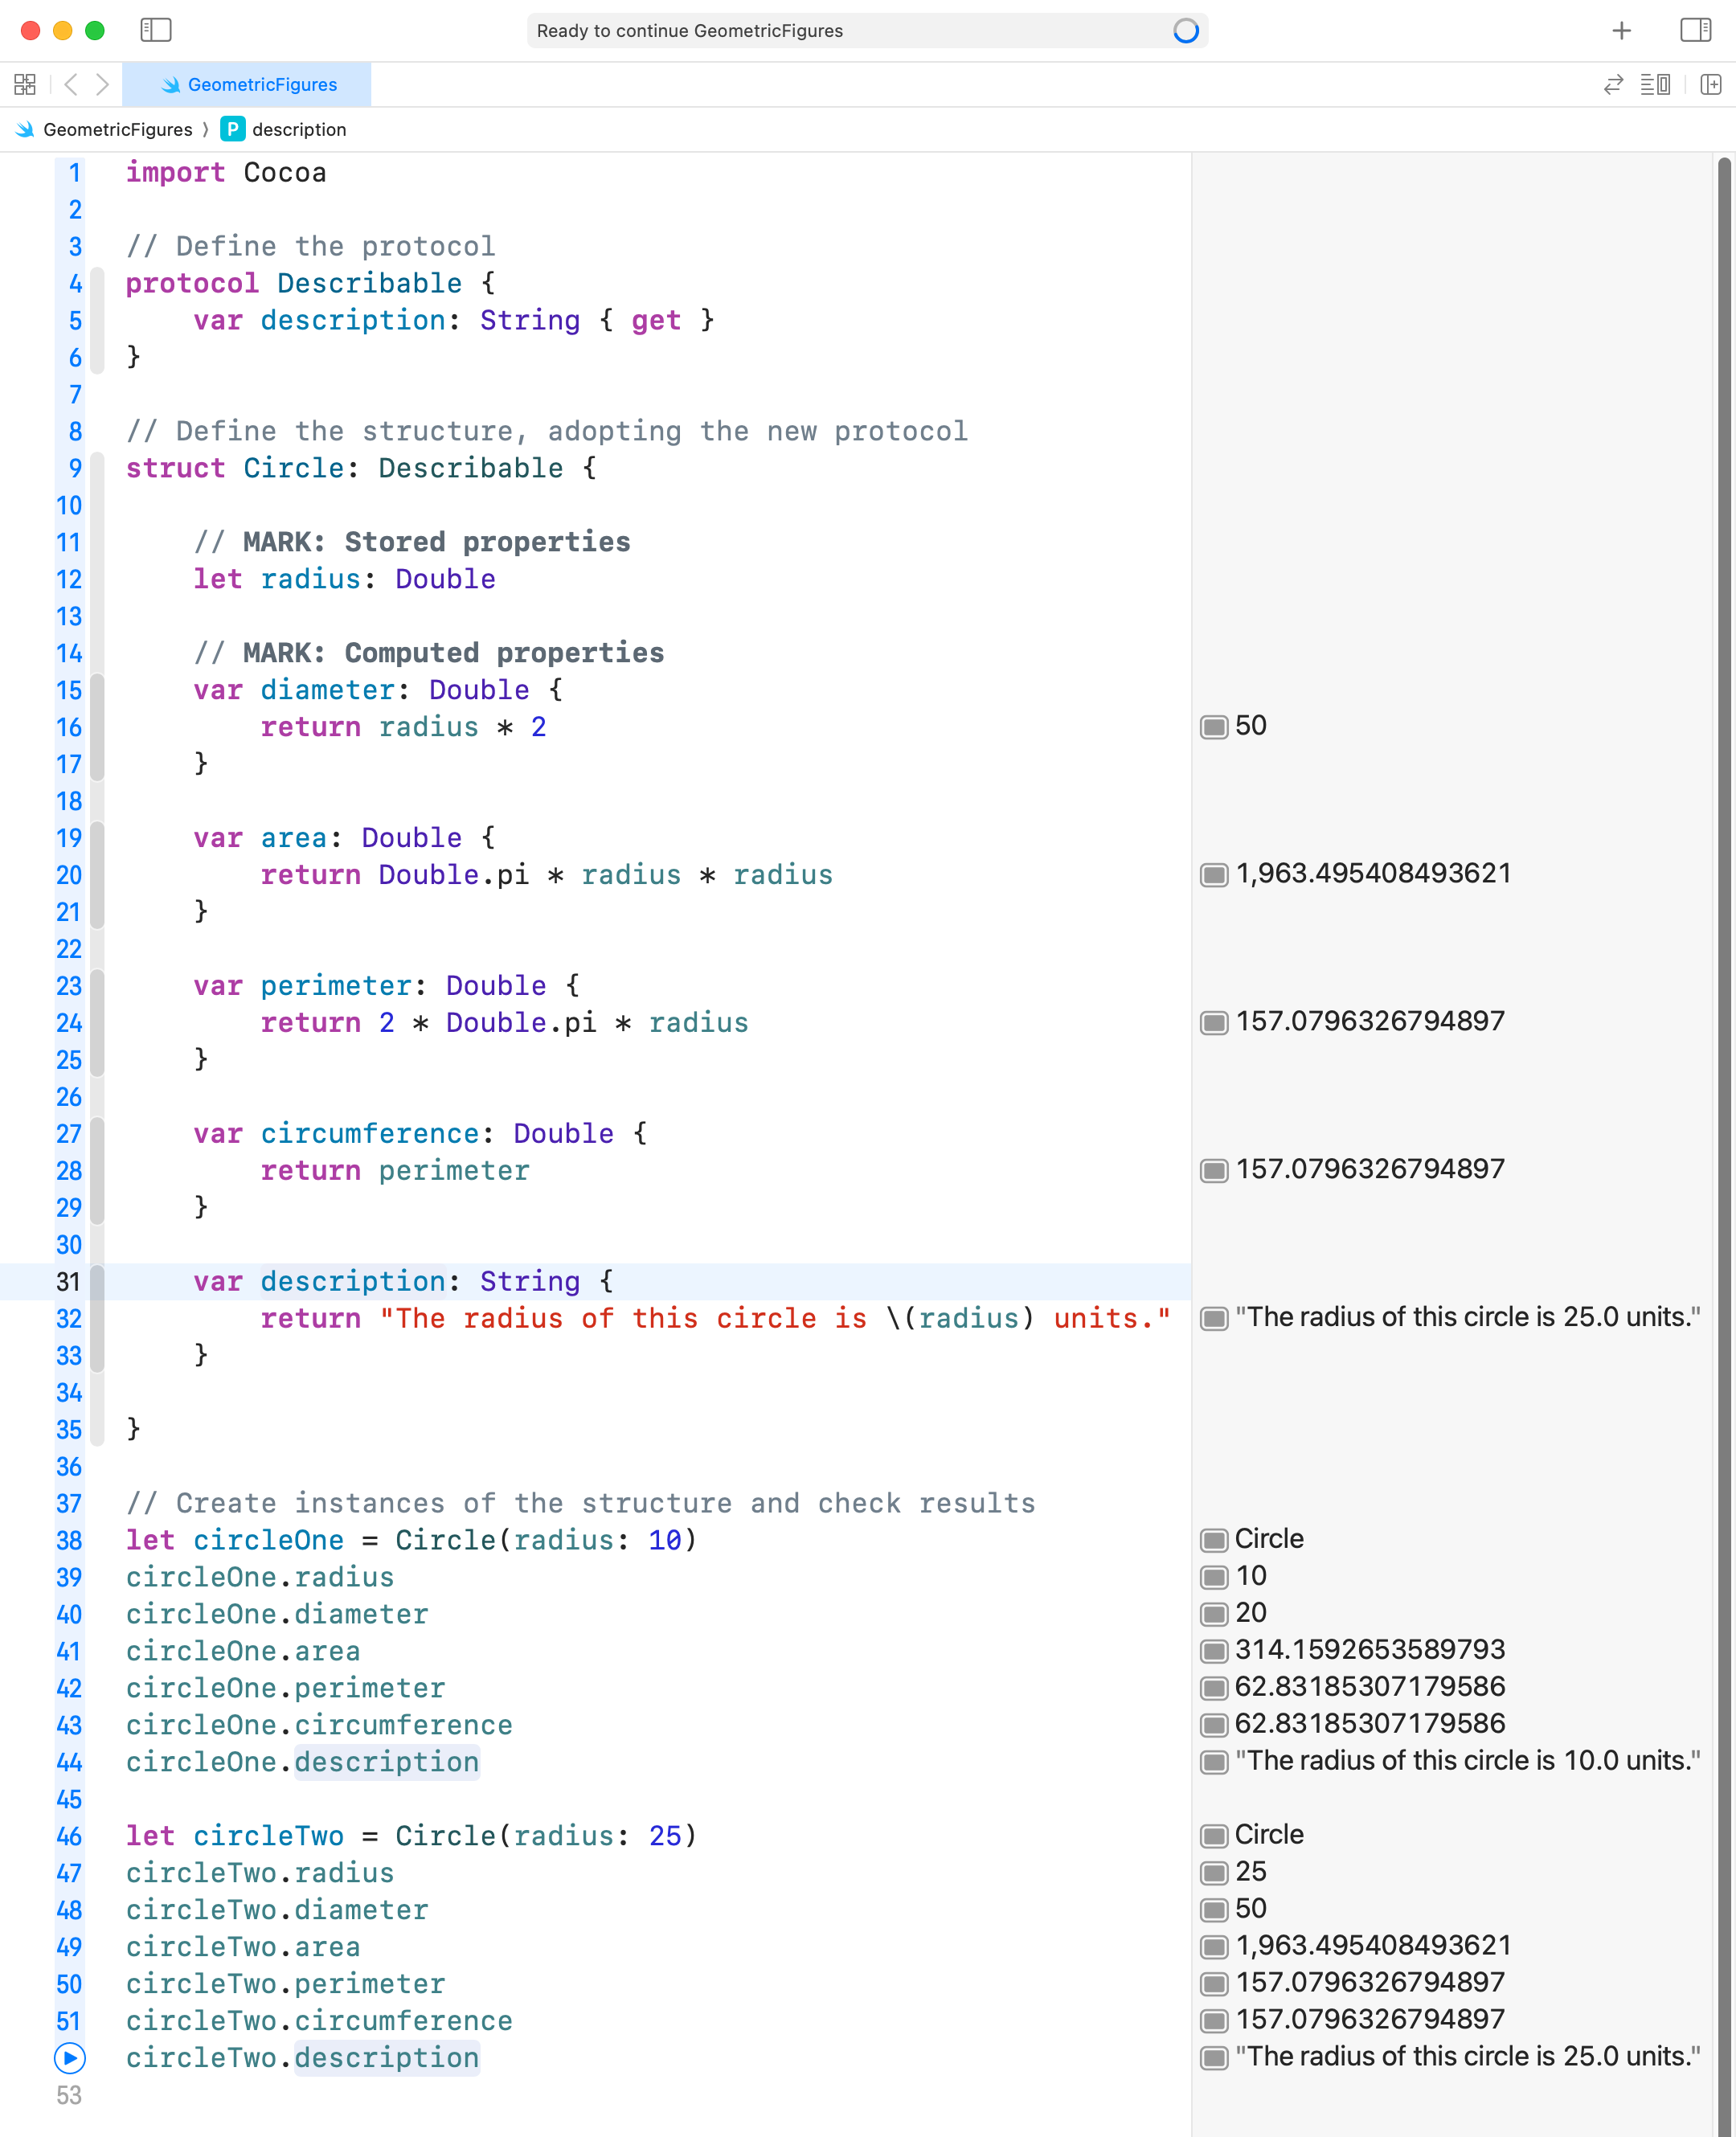 Ready to continue GeometricFigures
GeometricFigures
GeometricFigures ⟩ P description
1 import Cocoa
2
3 // Define the protocol
4 protocol Describable {
5     var description: String { get }
6 }
7
8 // Define the structure, adopting the new protocol
9 struct Circle: Describable {
10
11     // MARK: Stored properties
12     let radius: Double
13
14     // MARK: Computed properties
15     var diameter: Double {
16         return radius * 2    50
17     }
18
19     var area: Double {
20         return Double.pi * radius * radius    1,963.495408493621
21     }
22
23     var perimeter: Double {
24         return 2 * Double.pi * radius    157.0796326794897
25     }
26
27     var circumference: Double {
28         return perimeter    157.0796326794897
29     }
30
31     var description: String {
32         return "The radius of this circle is \(radius) units."    "The radius of this circle is 25.0 units."
33     }
34
35 }
36
37 // Create instances of the structure and check results
38 let circleOne = Circle(radius: 10)    Circle
39 circleOne.radius    10
40 circleOne.diameter    20
41 circleOne.area    314.1592653589793
42 circleOne.perimeter    62.83185307179586
43 circleOne.circumference    62.83185307179586
44 circleOne.description    "The radius of this circle is 10.0 units."
45
46 let circleTwo = Circle(radius: 25)    Circle
47 circleTwo.radius    25
48 circleTwo.diameter    50
49 circleTwo.area    1,963.495408493621
50 circleTwo.perimeter    157.0796326794897
51 circleTwo.circumference    157.0796326794897
circleTwo.description    "The radius of this circle is 25.0 units."
53